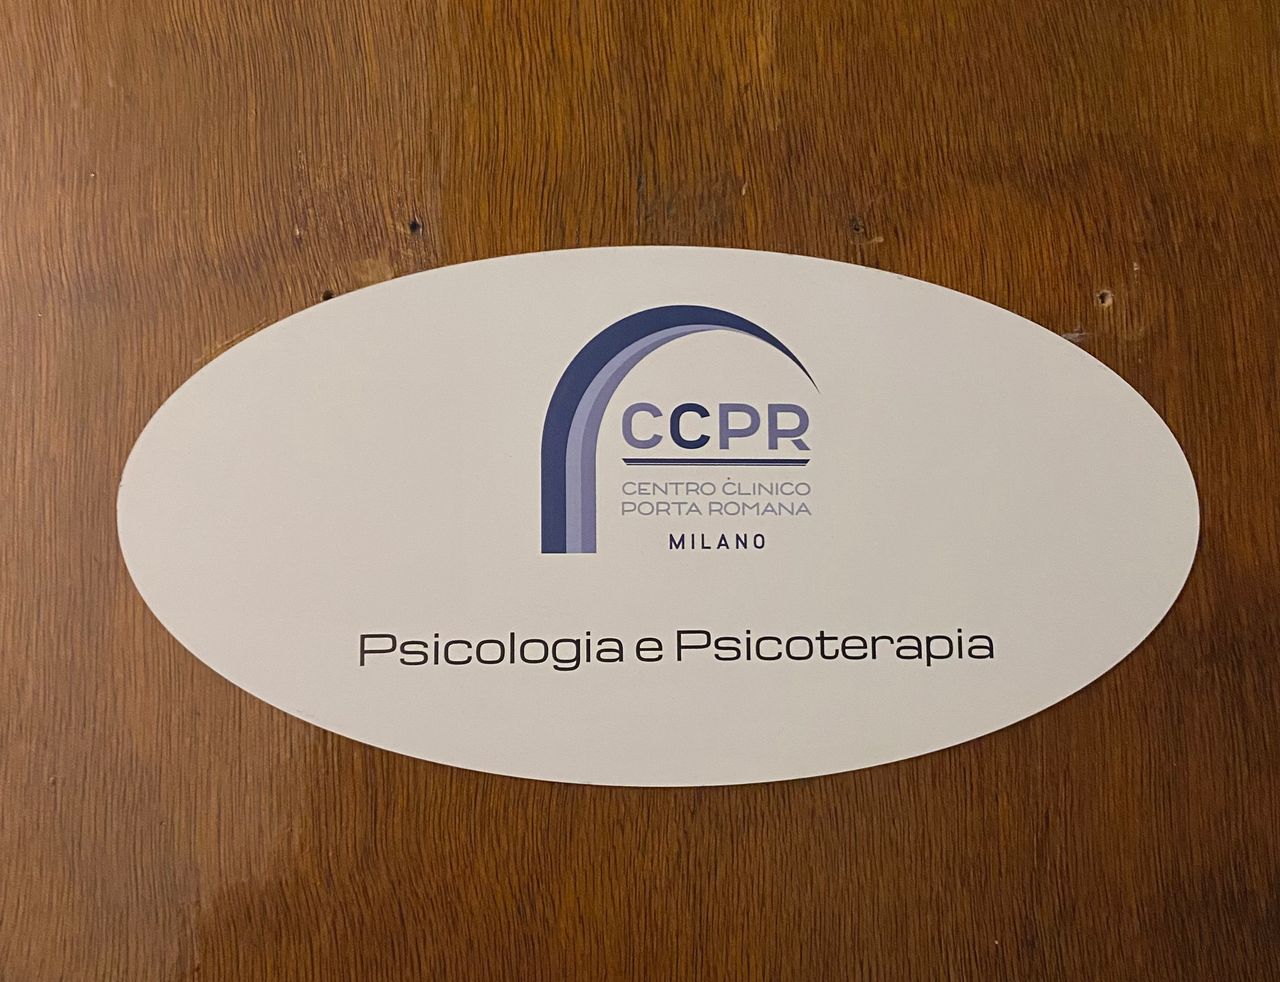 CCPR
CENTRO CLINICO
PORTA ROMANA
MILANO
Psicologia e Psicoterapia